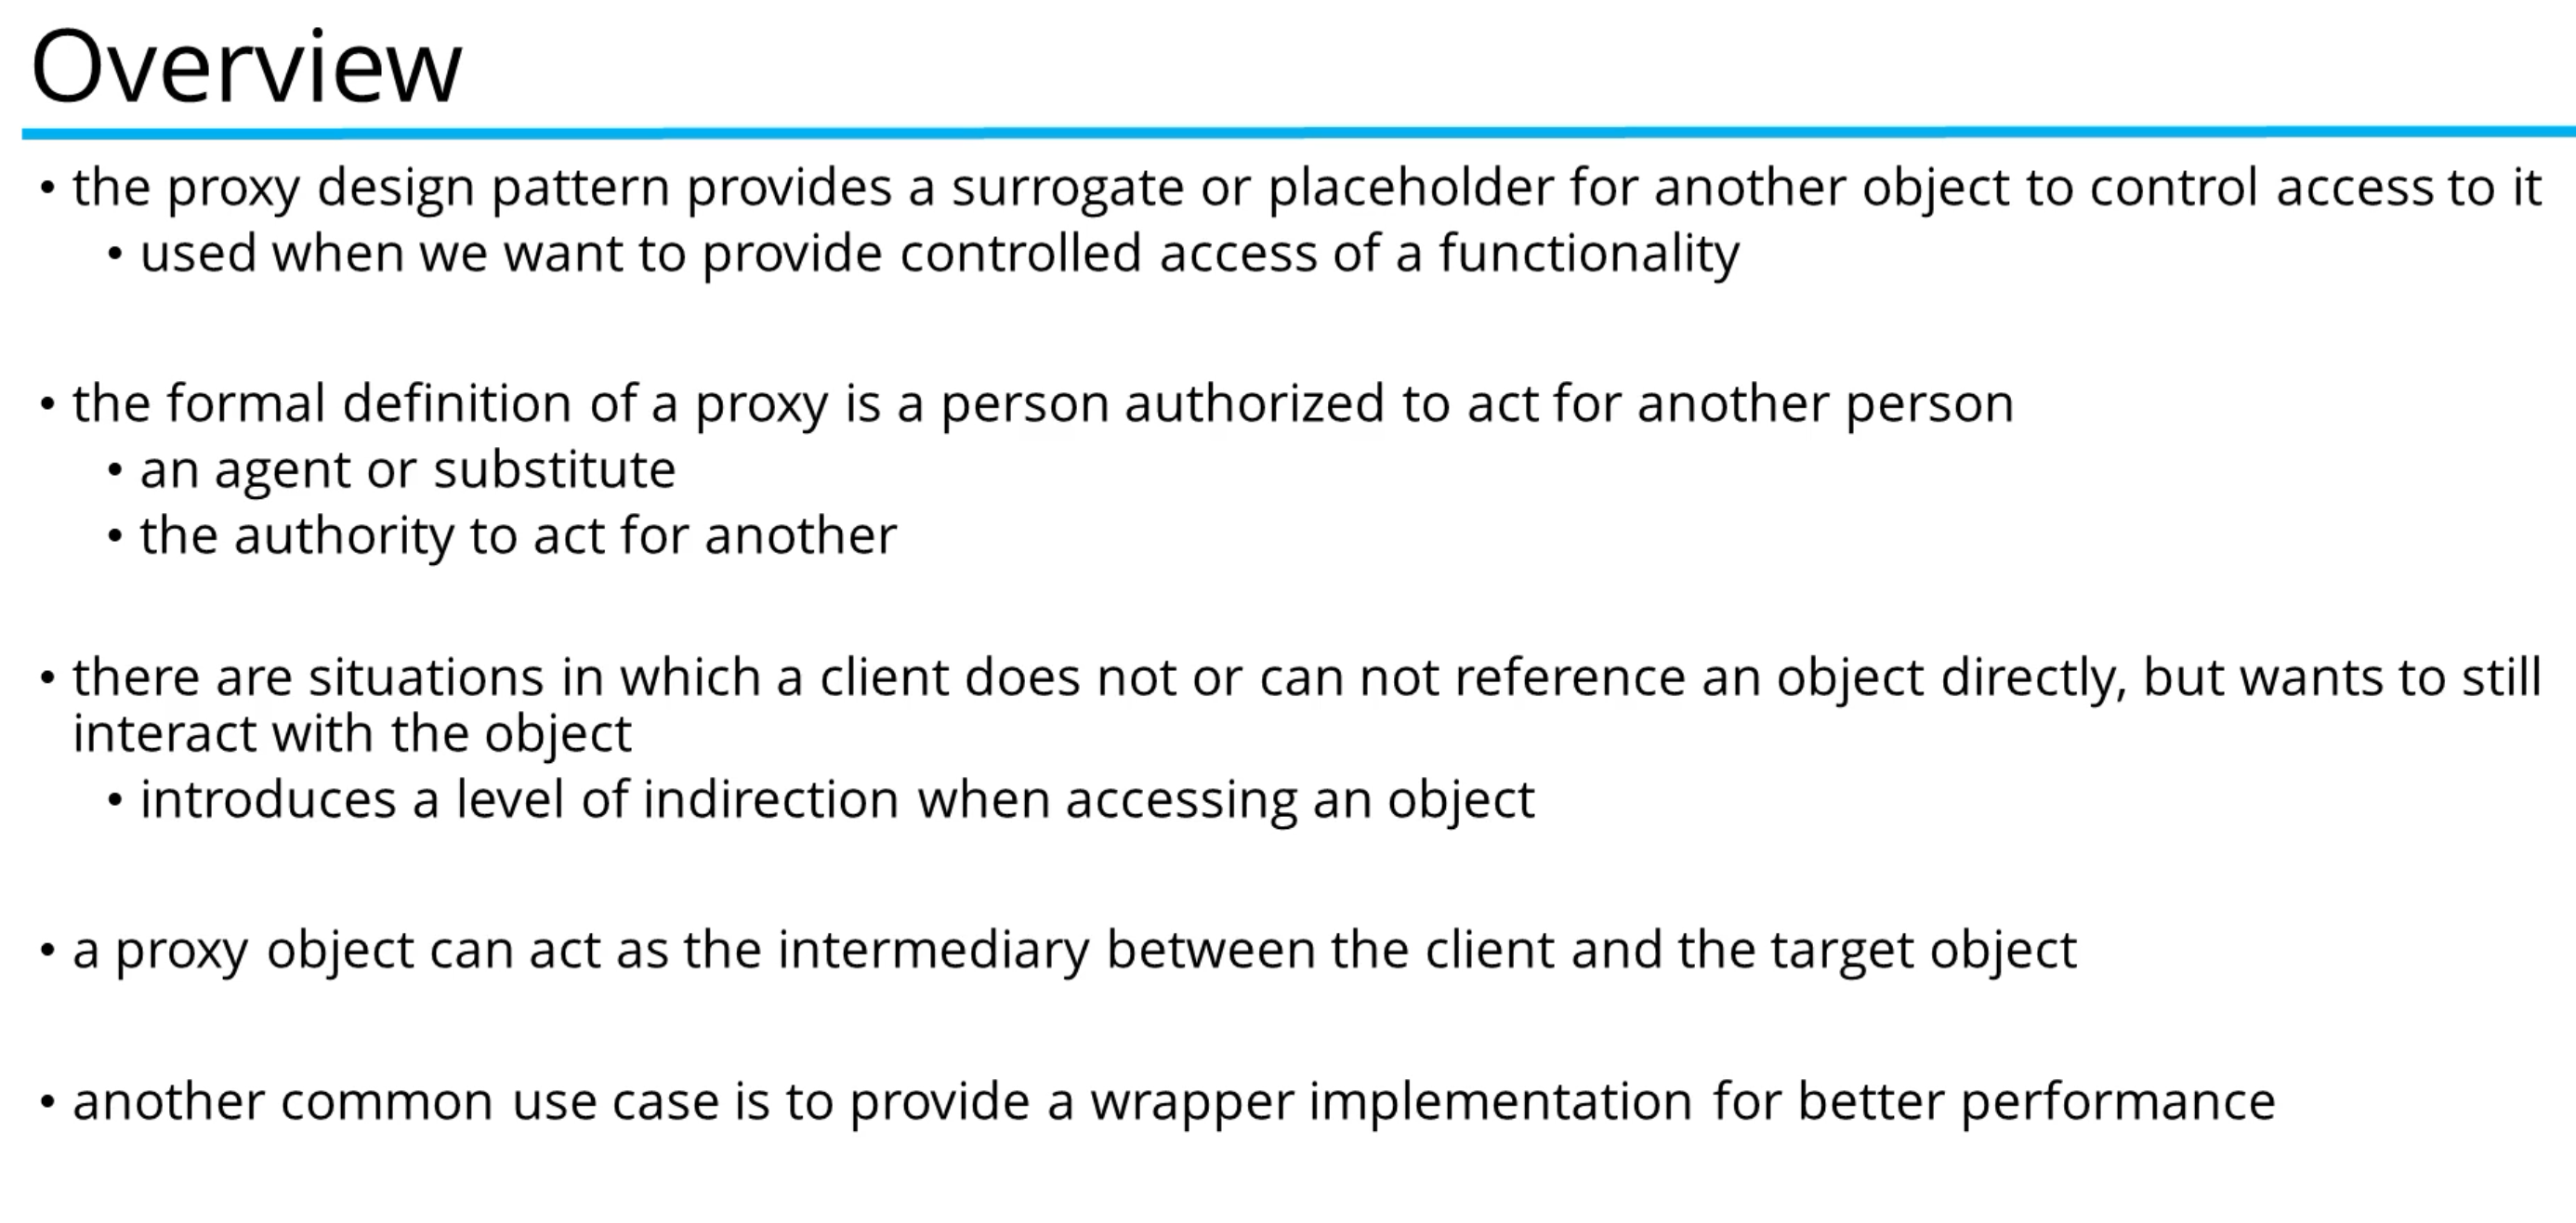 Overview
• the proxy design pattern provides a surrogate or placeholder for another object to control access to it
• used when we want to provide controlled access of a functionality
• the formal definition of a proxy is a person authorized to act for another person
• an agent or substitute
• the authority to act for another
• there are situations in which a client does not or can not reference an object directly, but wants to still
interact with the object
• introduces a level of indirection when accessing an object
• a proxy object can act as the intermediary between the client and the target object
• another common use case is to provide a wrapper implementation for better performance